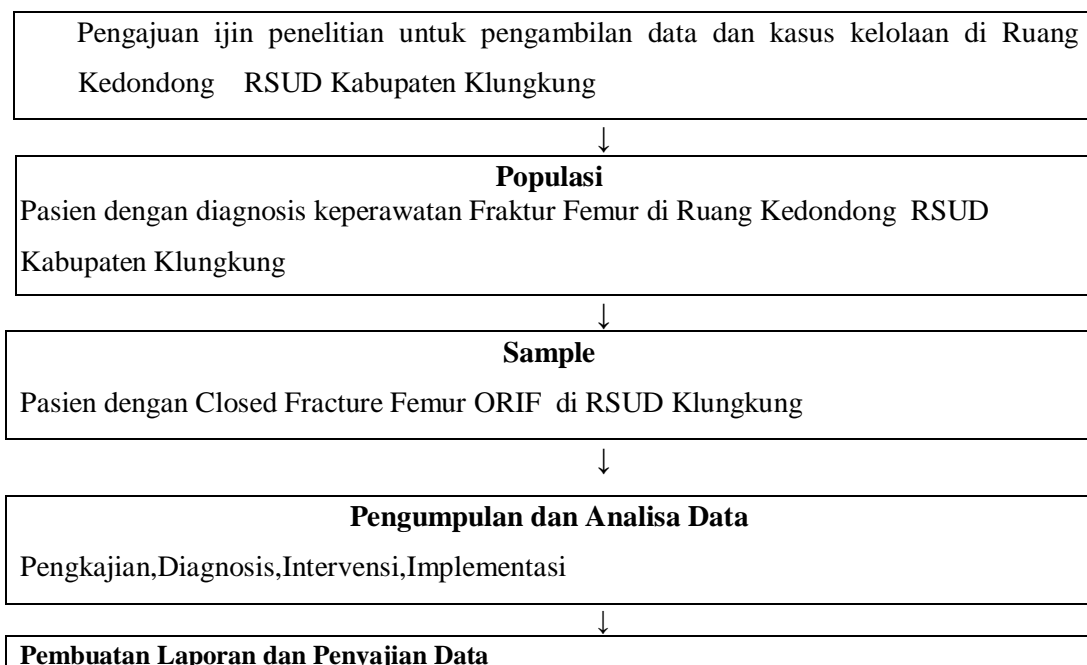 Pengajuan ijin penelitian untuk pengambilan data dan kasus kelolaan di Ruang
Kedondong RSUD Kabupaten Klungkung
↓
Populasi
Pasien dengan diagnosis keperawatan Fraktur Femur di Ruang Kedondong RSUD
Kabupaten Klungkung
↓
Sample
Pasien dengan Closed Fracture Femur ORIF di RSUD Klungkung
↓
Pengumpulan dan Analisa Data
Pengkajian,Diagnosis,Intervensi,Implementasi
↓
Pembuatan Laporan dan Penyajian Data